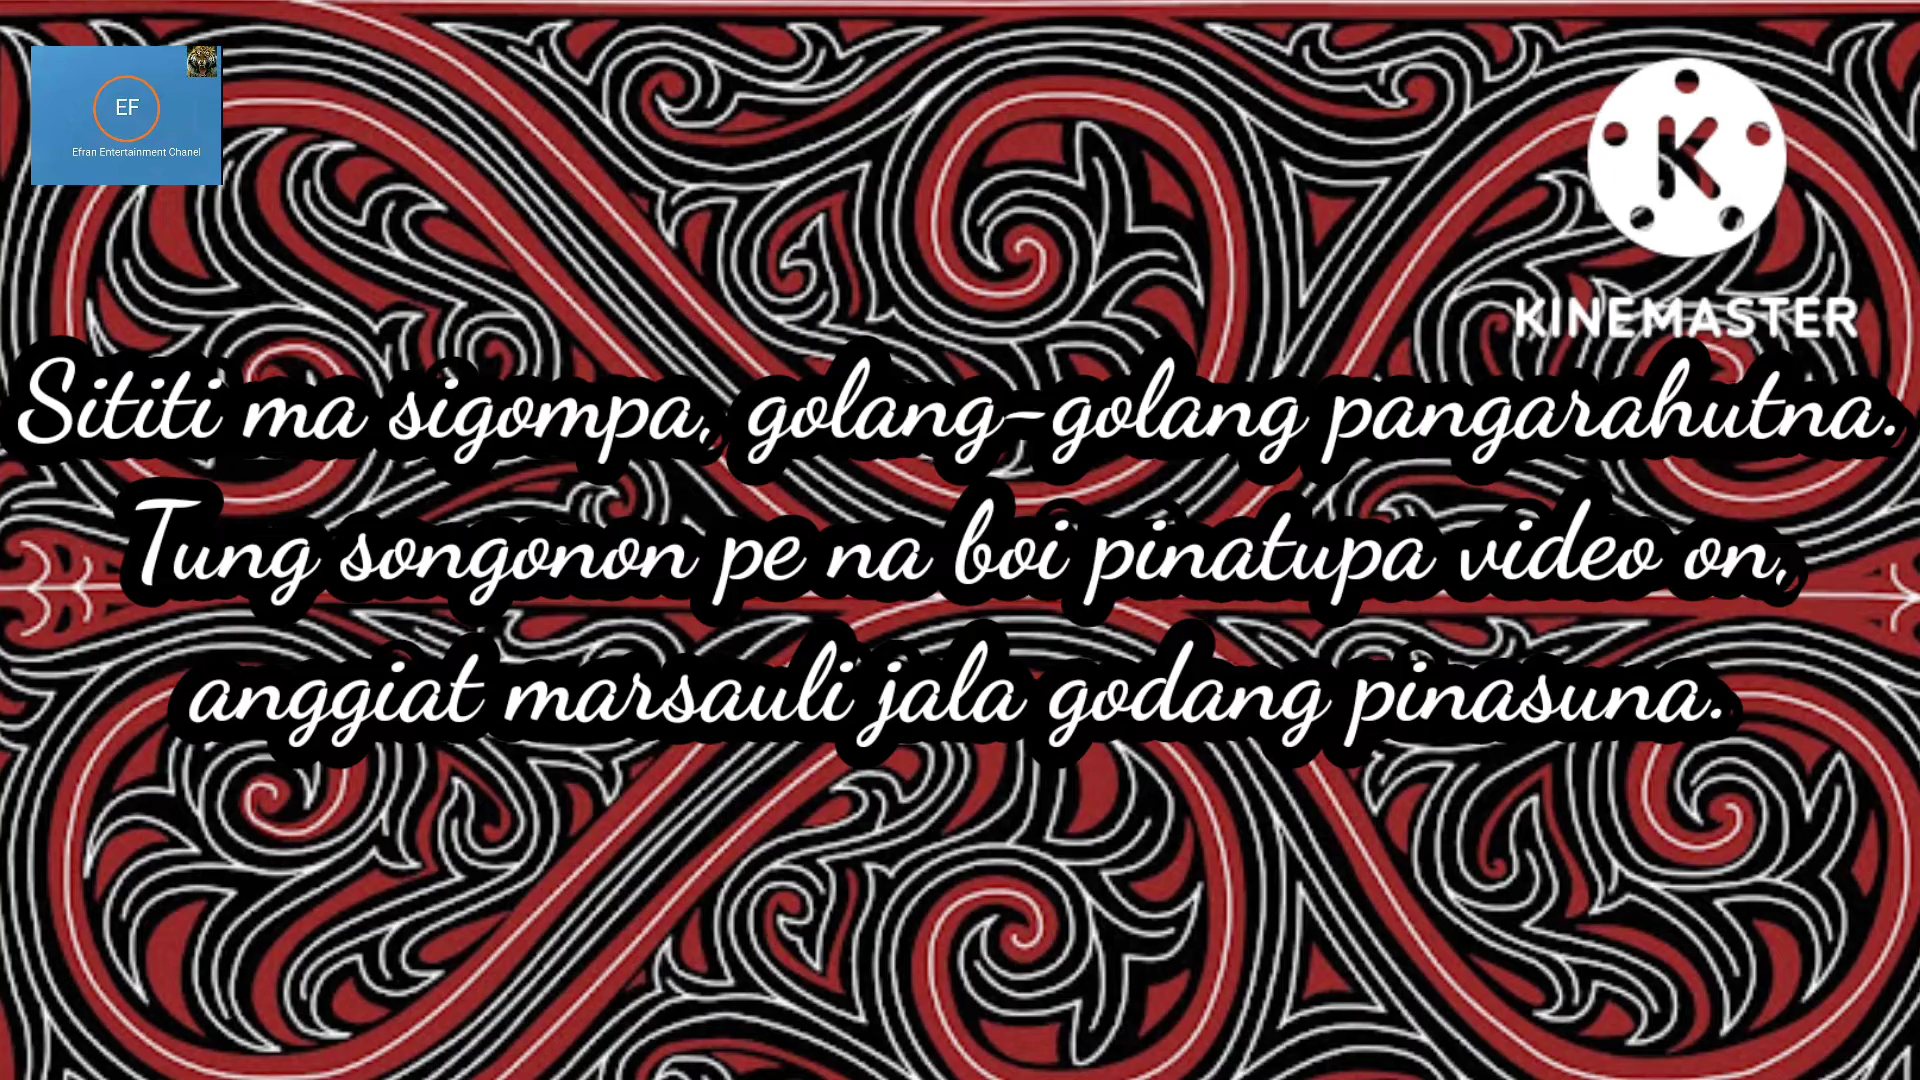 EF
Efran Entertainment Chanel
KINEMASTER
Sititi ma sigompa, golang-golang pangarahutna.
Tung songonon pe na boi pinatupa video on,
anggiat marsauli jala godang pinasuna.